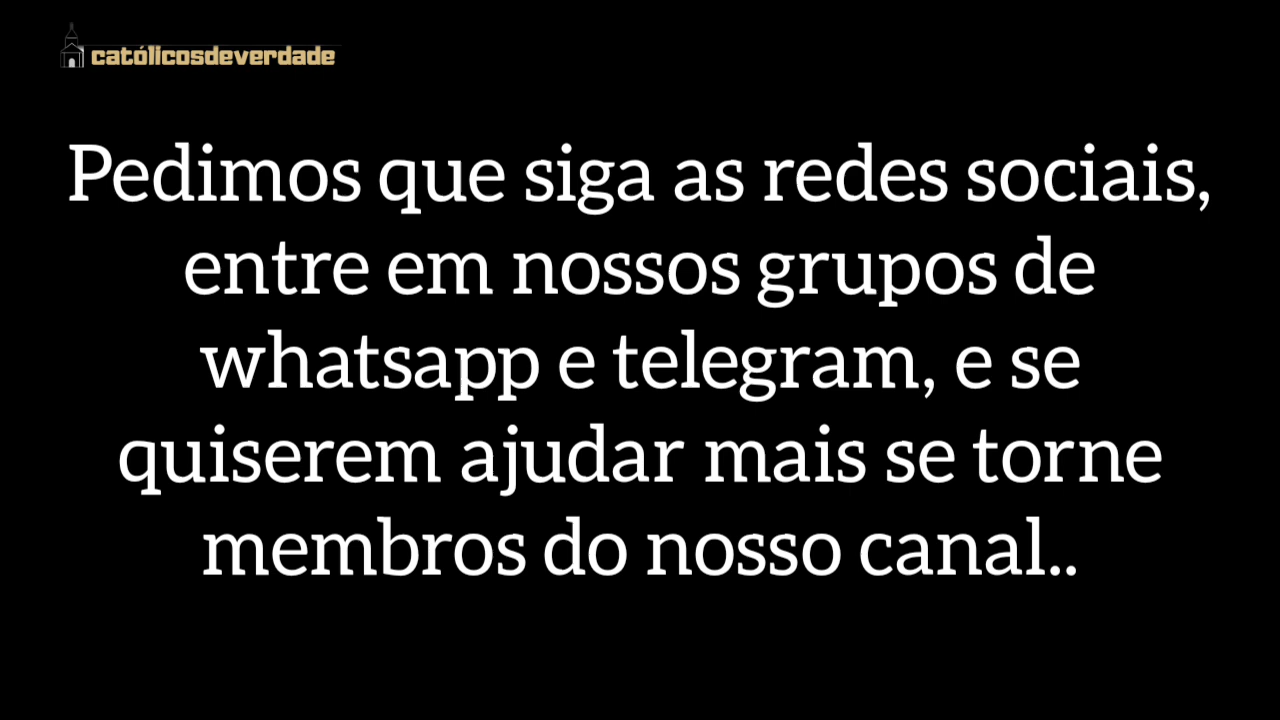 católicosdeverdade
Pedimos que siga as redes sociais,
entre em nossos grupos de
whatsapp e telegram, e se
quiserem ajudar mais se torne
membros do nosso canal..